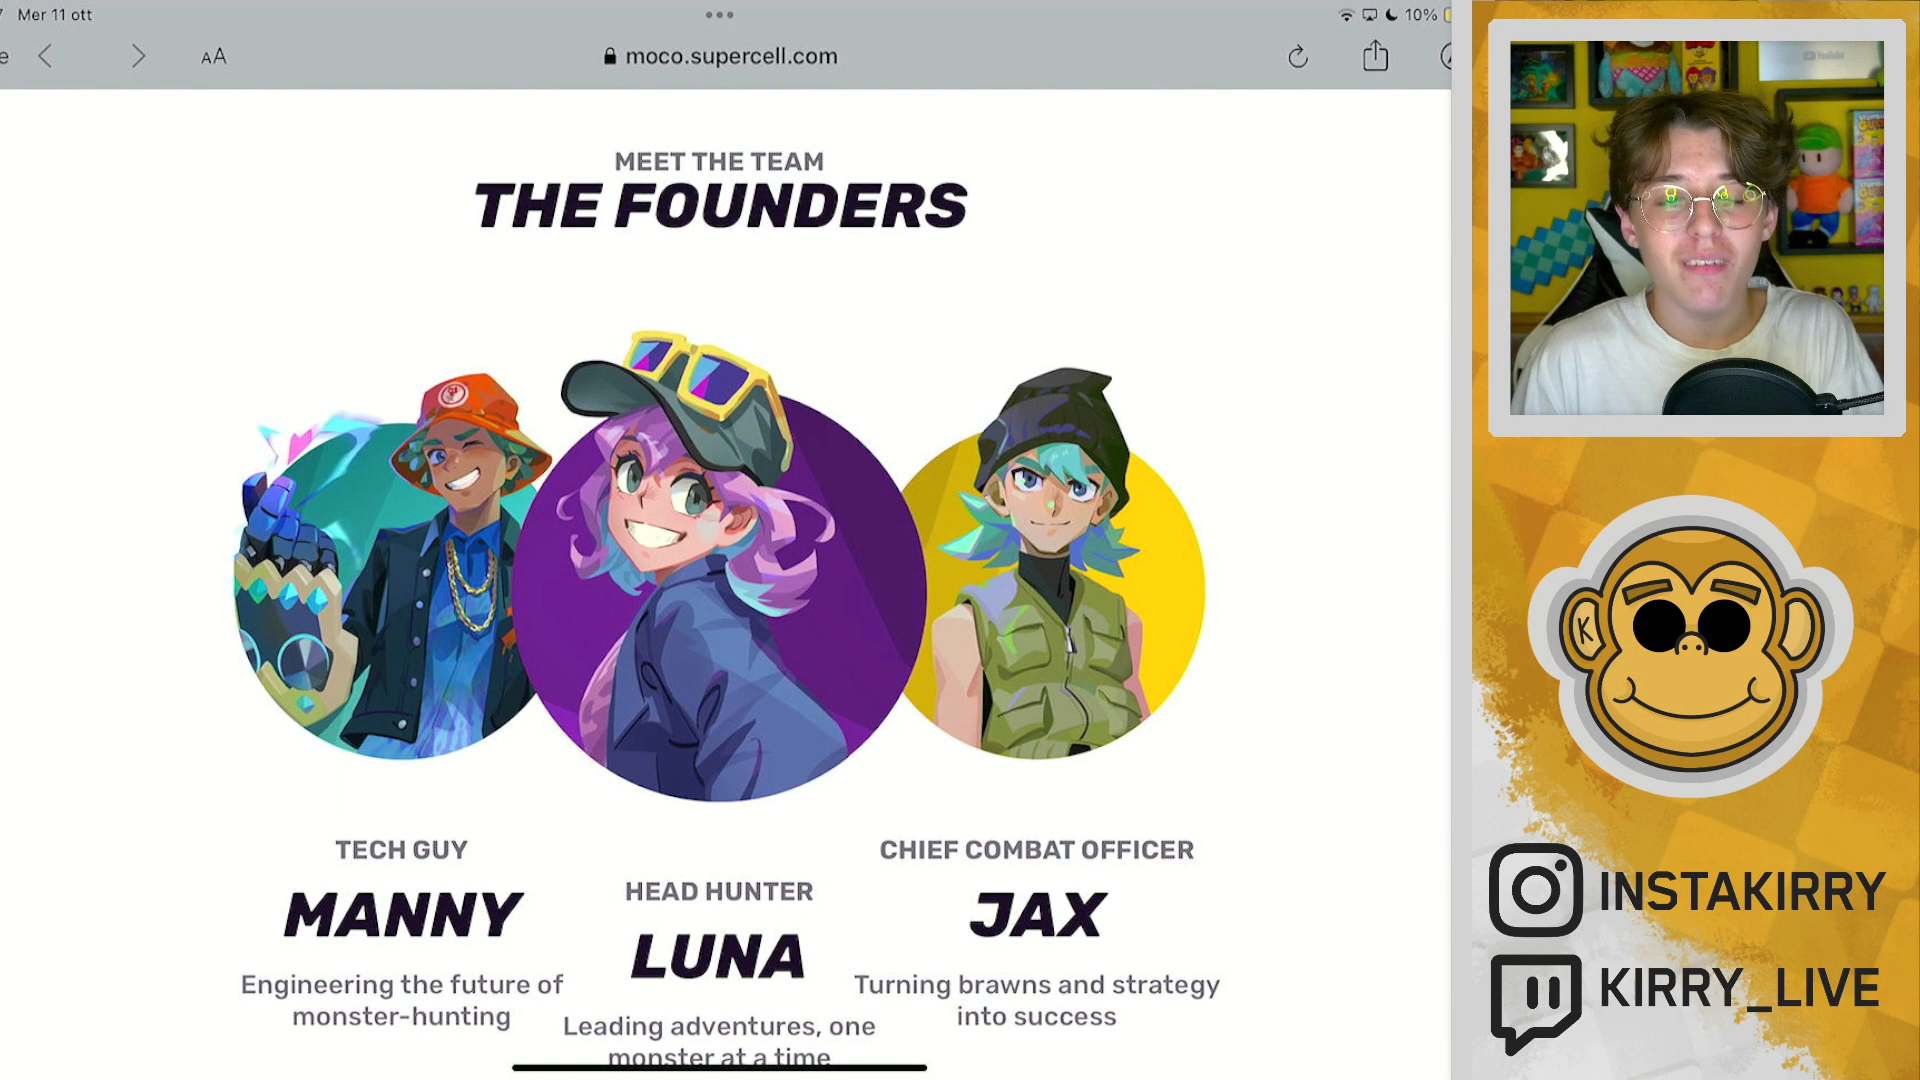 Mer 11 ott
10%
AA
moco.supercell.com
MEET THE TEAM
THE FOUNDERS
TECH GUY
MANNY
Engineering the future of
monster-hunting
HEAD HUNTER
LUNA
Leading adventures, one
monster at a time
CHIEF COMBAT OFFICER
JAX
Turning brawns and strategy
into success
YouTube
K
INSTAKIRRY
KIRRY_LIVE